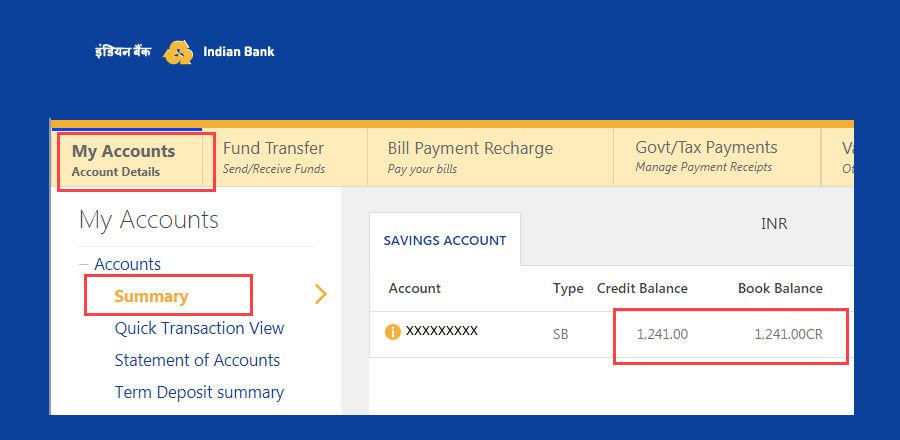 इंडियन बैंक Indian Bank
My Accounts
Account Details
Fund Transfer
Send/Receive Funds
Bill Payment Recharge
Pay your bills
Govt/Tax Payments
Manage Payment Receipts
My Accounts
Accounts
Summary
Quick Transaction View
Statement of Accounts
Term Deposit summary
INR
SAVINGS ACCOUNT
Account Type Credit Balance Book Balance
XXXXXXXXX SB 1,241.00 1,241.00CR